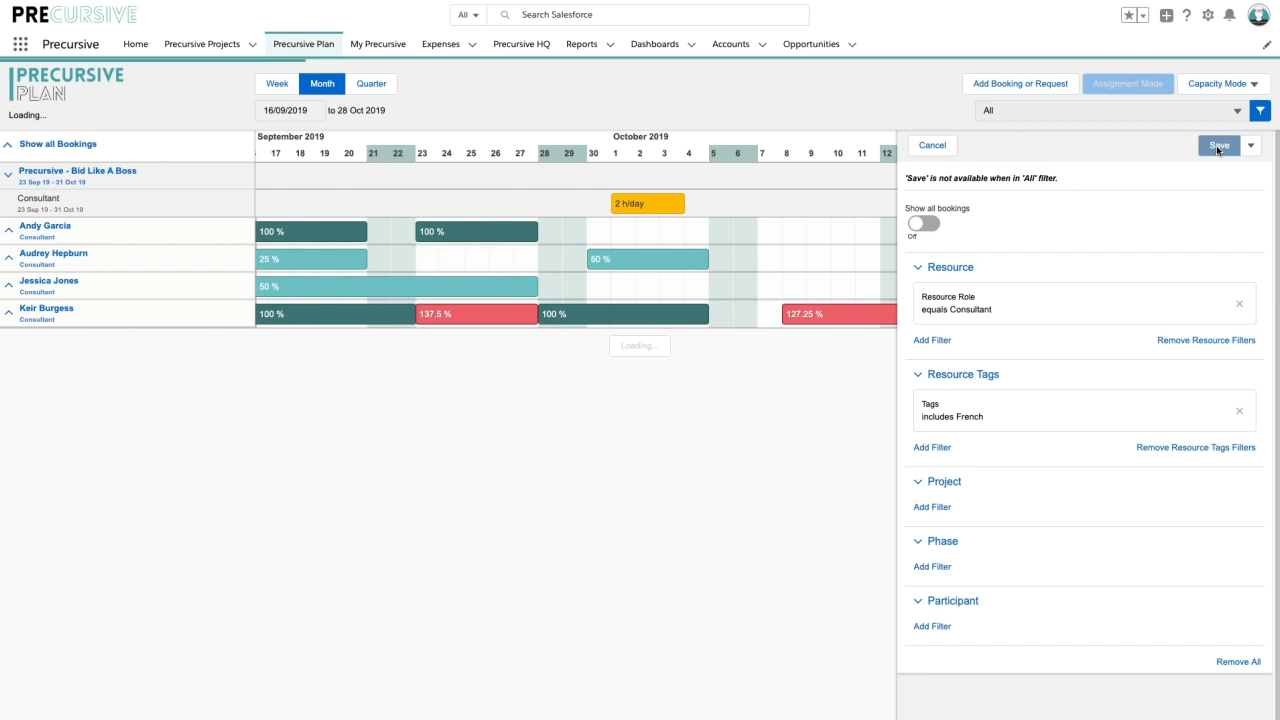 PRECURSIVE
All
Search Salesforce
Precursive
Home
Precursive Projects
Precursive Plan
My Precursive
Expenses
Precursive HQ
Reports
Dashboards
Accounts
Opportunities
PRECURSIVE
PLAN
Loading...
Week
Month
Quarter
16/09/2019
to 28 Oct 2019
Add Booking or Request
Assignment Mode
Capacity Mode
All
Show all Bookings
September 2019
October 2019
17 18 19 20 21 22 23 24 25 26 27 28 29 30 1 2 3 4 5 6 7 8 9 10 11 12
Precursive - Bid Like A Boss
23 Sep 19 - 31 Oct 19
Consultant
23 Sep 19 - 31 Oct 19
2 h/day
Andy Garcia
Consultant
100 %
100 %
Audrey Hepburn
Consultant
25 %
50 %
Jessica Jones
Consultant
50 %
Keir Burgess
Consultant
100 %
137.5 %
100 %
127.25 %
Loading...
Cancel
Save
'Save' is not available when in 'All' filter.
Show all bookings
Off
Resource
Resource Role
equals Consultant
Add Filter
Remove Resource Filters
Resource Tags
Tags
includes French
Add Filter
Remove Resource Tags Filters
Project
Add Filter
Phase
Add Filter
Participant
Add Filter
Remove All